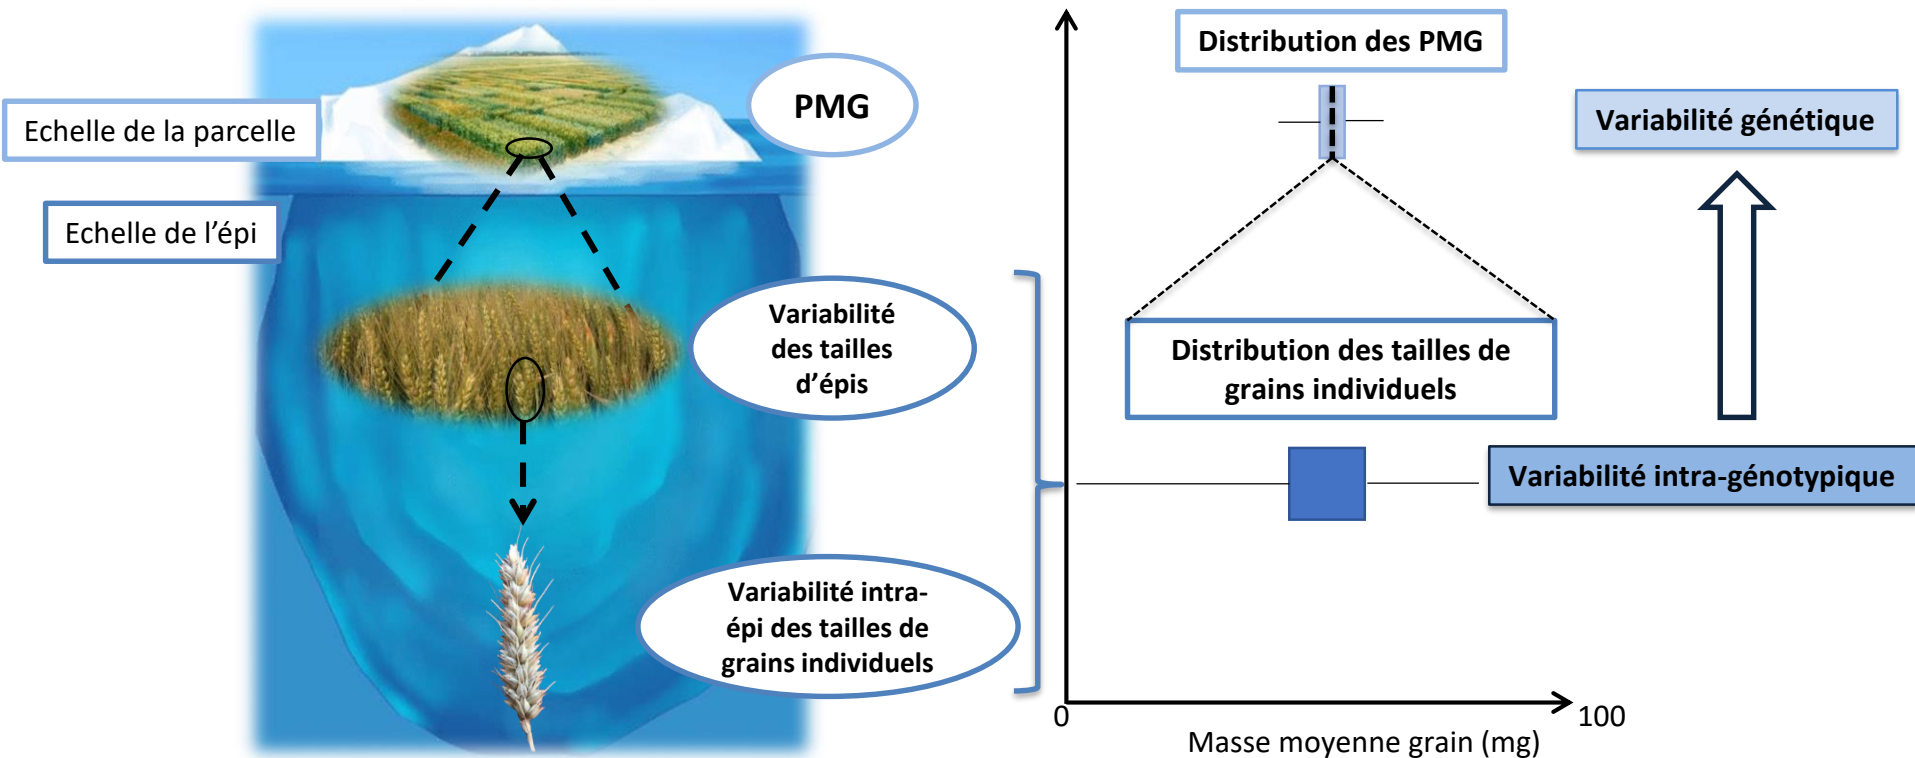 Echelle de la parcelle
PMG
Echelle de l'épi
Variabilité
des tailles
d'épis
Variabilité intra-
épi des tailles de
grains individuels
Distribution des PMG
Variabilité génétique
Distribution des tailles de
grains individuels
Variabilité intra-génotypique
0
100
Masse moyenne grain (mg)